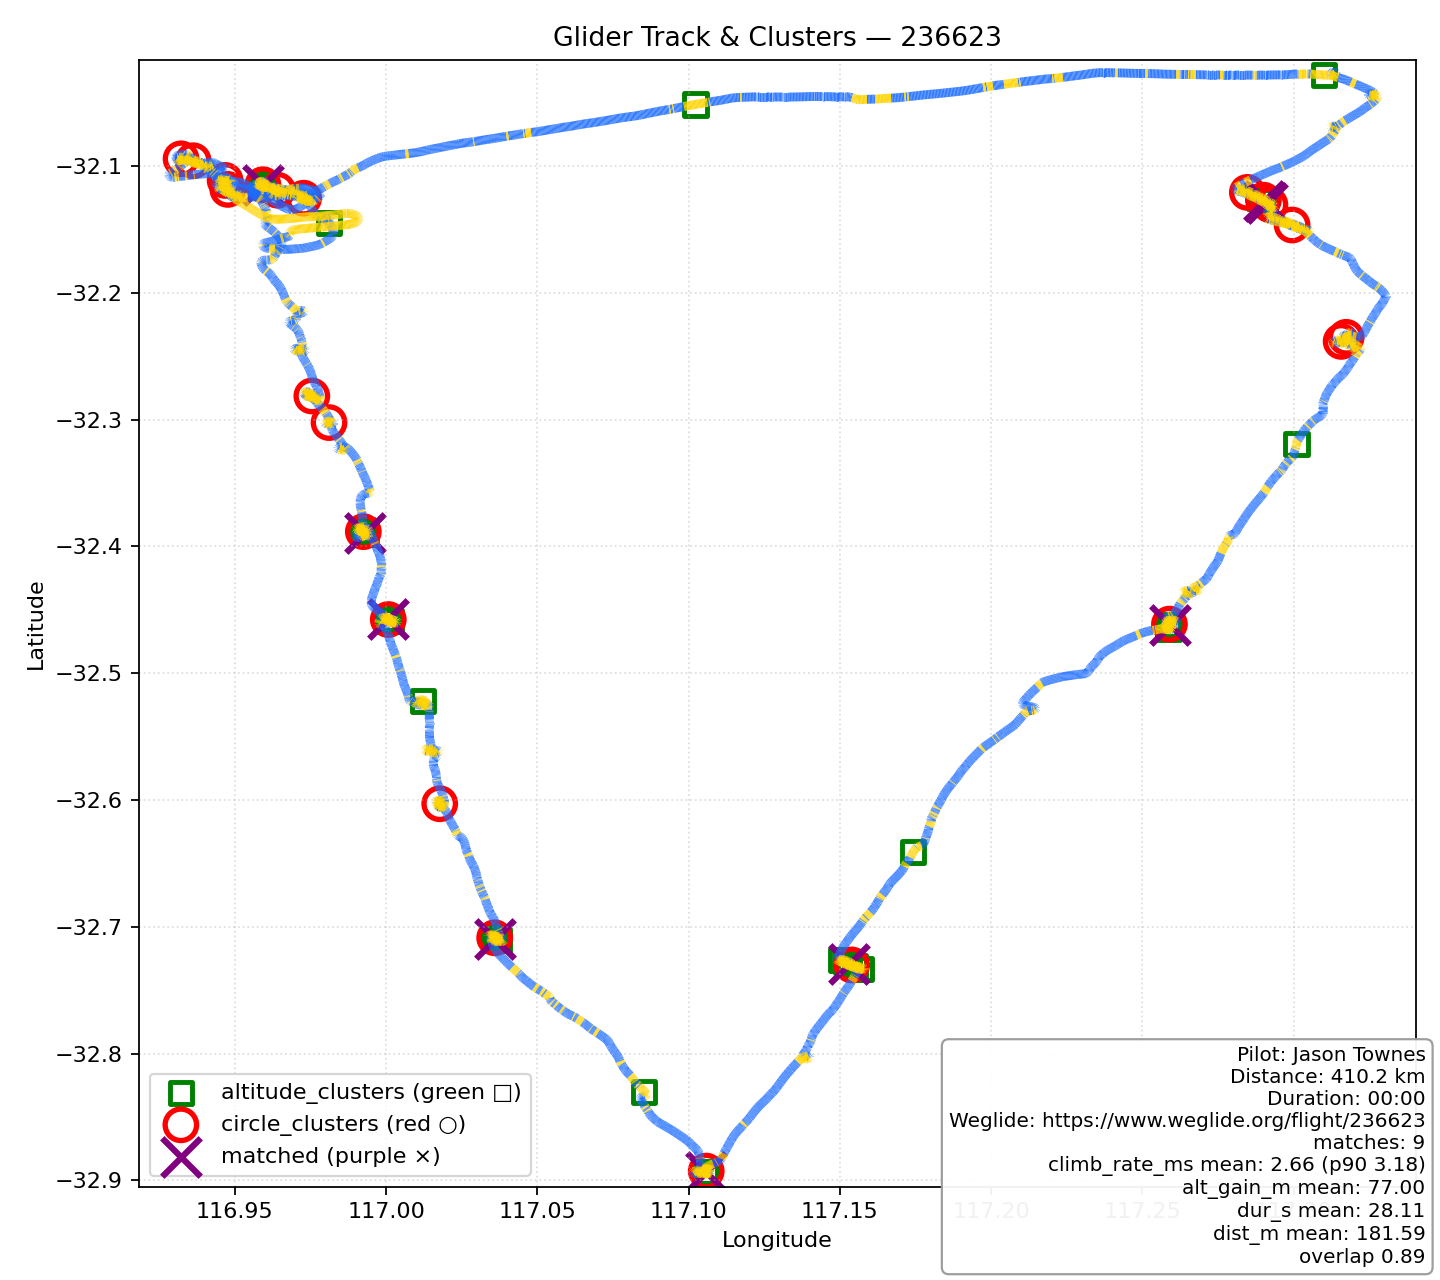 Glider Track & Clusters — 236623
Latitude
−32.1
−32.2
−32.3
−32.4
−32.5
−32.6
−32.7
−32.8
−32.9
altitude_clusters (green □)
circle_clusters (red ○)
matched (purple ×)
Pilot: Jason Townes
Distance: 410.2 km
Duration: 00:00
Weglide: https://www.weglide.org/flight/236623
matches: 9
climb_rate_ms mean: 2.66 (p90 3.18)
alt_gain_m mean: 77.00
dur_s mean: 28.11
dist_m mean: 181.59
overlap 0.89
116.95 117.00 117.05 117.10 117.15 117.20 117.25
Longitude